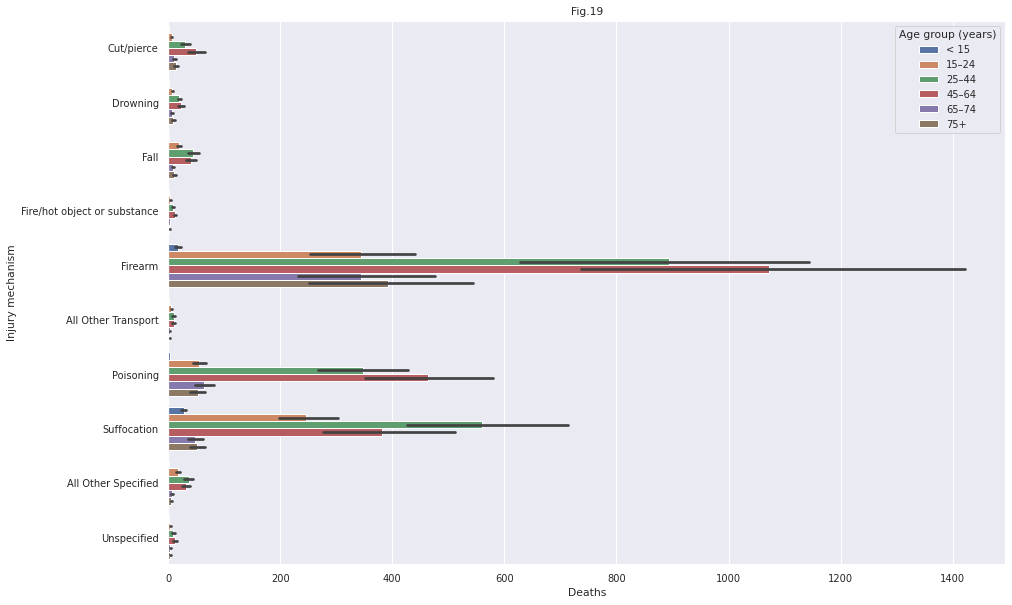 Fig.19
Age group (years)
< 15
15–24
25–44
45–64
65–74
75+
Injury mechanism
Cut/pierce
Drowning
Fall
Fire/hot object or substance
Firearm
All Other Transport
Poisoning
Suffocation
All Other Specified
Unspecified
0 200 400 600 800 1000 1200 1400
Deaths